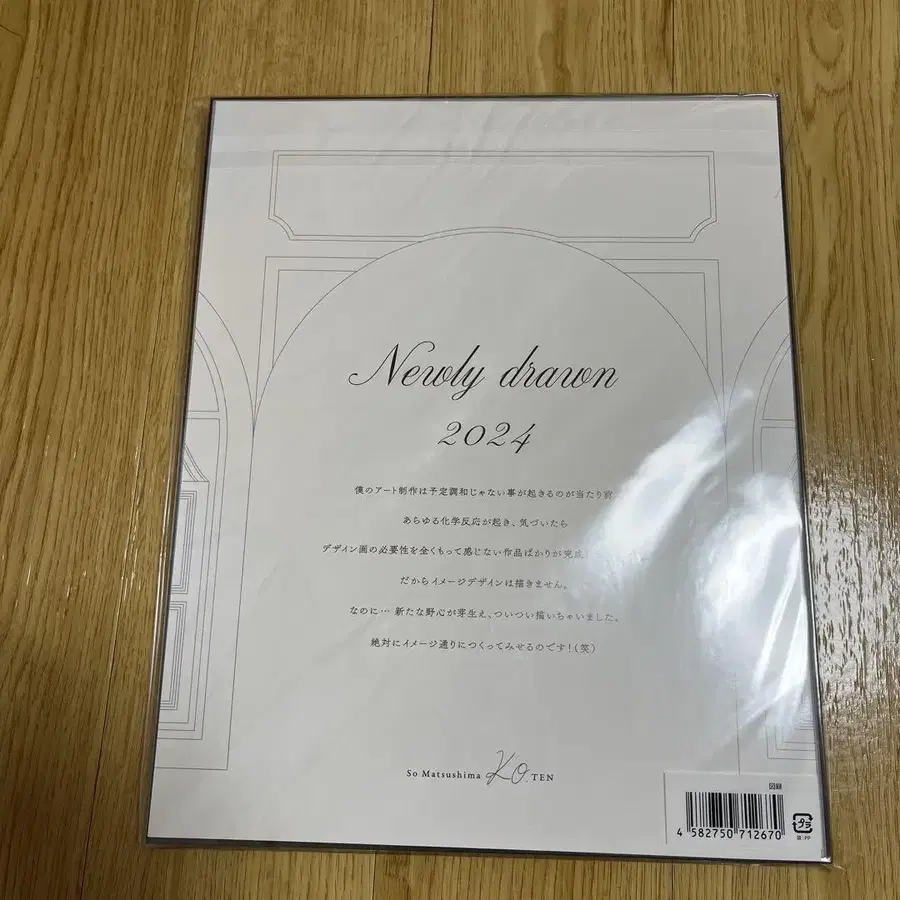 Newly drawn
2024
僕のアート制作は予定調和じゃない事が起きるのが当たり前
あらゆる化学反応が起き、気づいたら
デザイン画の必要性を全くもって感じない作品ばかりが完成
だからイメージデザインは描きません。
なのに… 新たな野心が芽生え、ついつい描いちゃいました。
絶対にイメージ通りにつくってみせるのです!(笑)
So Matsushima KO.TEN
4 582750 712670
プラ
袋:PP